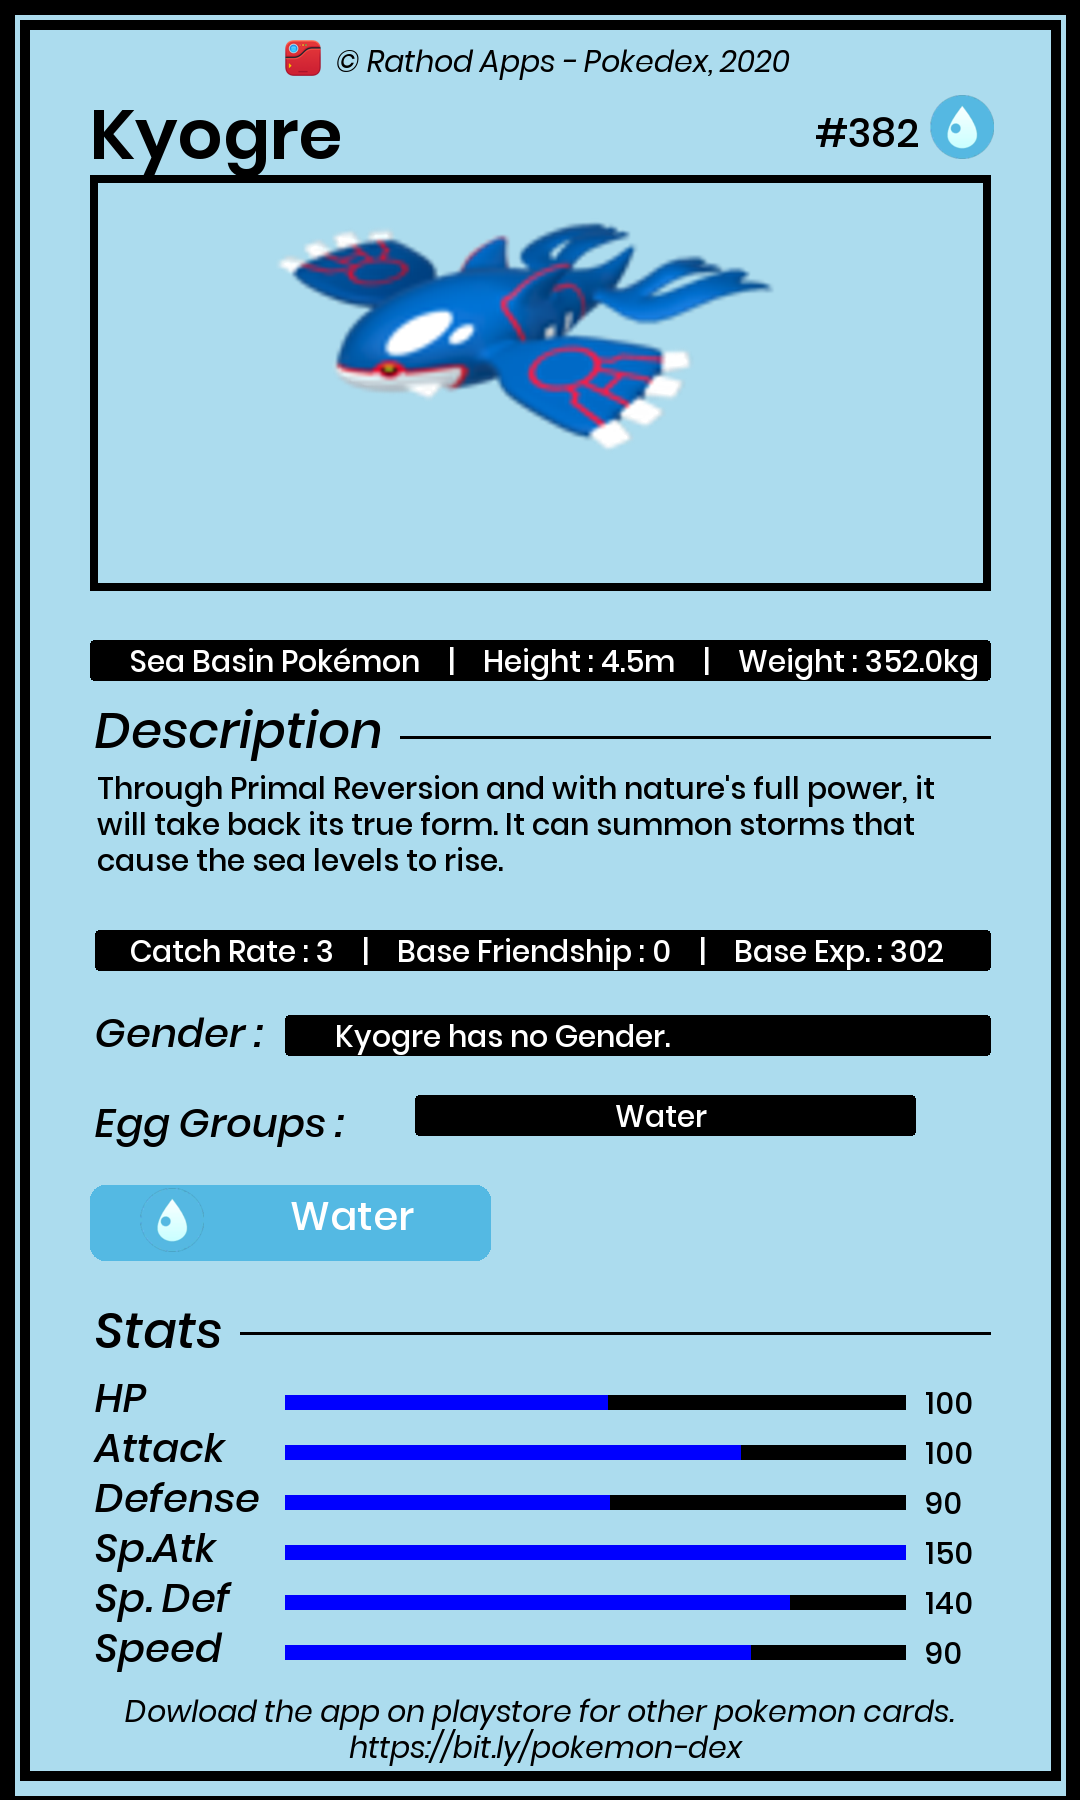 © Rathod Apps - Pokedex, 2020
Kyogre
#382
Sea Basin Pokémon | Height : 4.5m | Weight : 352.0kg
Description
Through Primal Reversion and with nature's full power, it
will take back its true form. It can summon storms that
cause the sea levels to rise.
Catch Rate : 3 | Base Friendship : 0 | Base Exp. : 302
Gender : Kyogre has no Gender.
Egg Groups : Water
Water
Stats
HP 100
Attack 100
Defense 90
Sp.Atk 150
Sp. Def 140
Speed 90
Dowload the app on playstore for other pokemon cards.
https://bit.ly/pokemon-dex